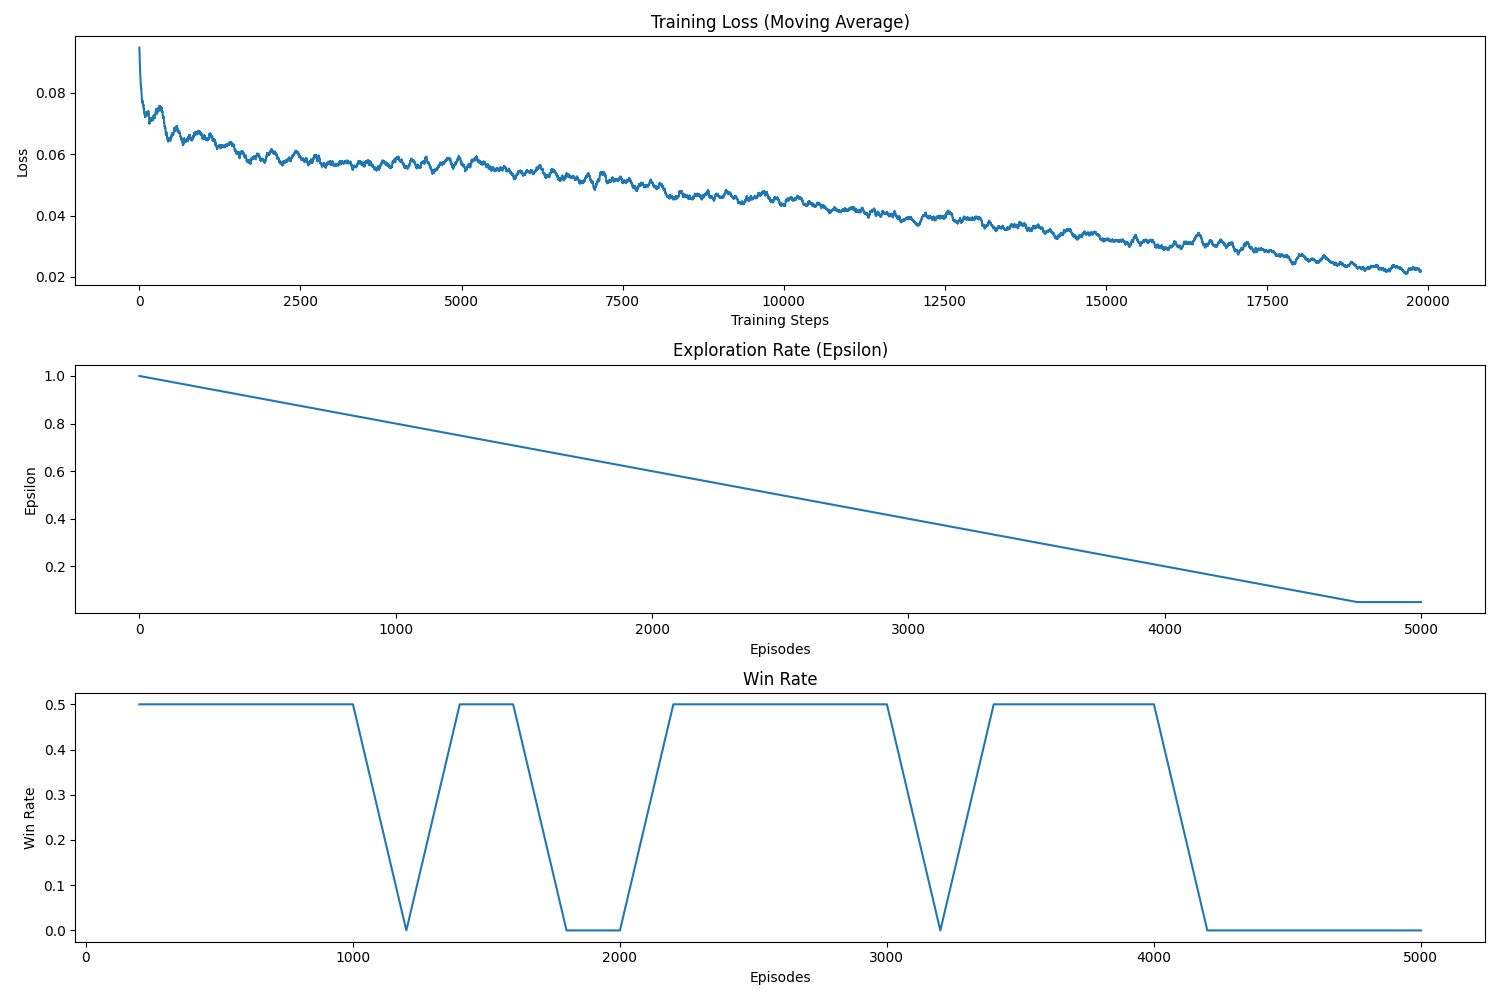 Training Loss (Moving Average)
0.08
0.06
0.04
0.02
Loss
0 2500 5000 7500 10000 12500 15000 17500 20000
Training Steps
Exploration Rate (Epsilon)
1.0
0.8
0.6
0.4
0.2
Epsilon
0 1000 2000 3000 4000 5000
Episodes
Win Rate
0.5
0.4
0.3
0.2
0.1
0.0
Win Rate
0 1000 2000 3000 4000 5000
Episodes